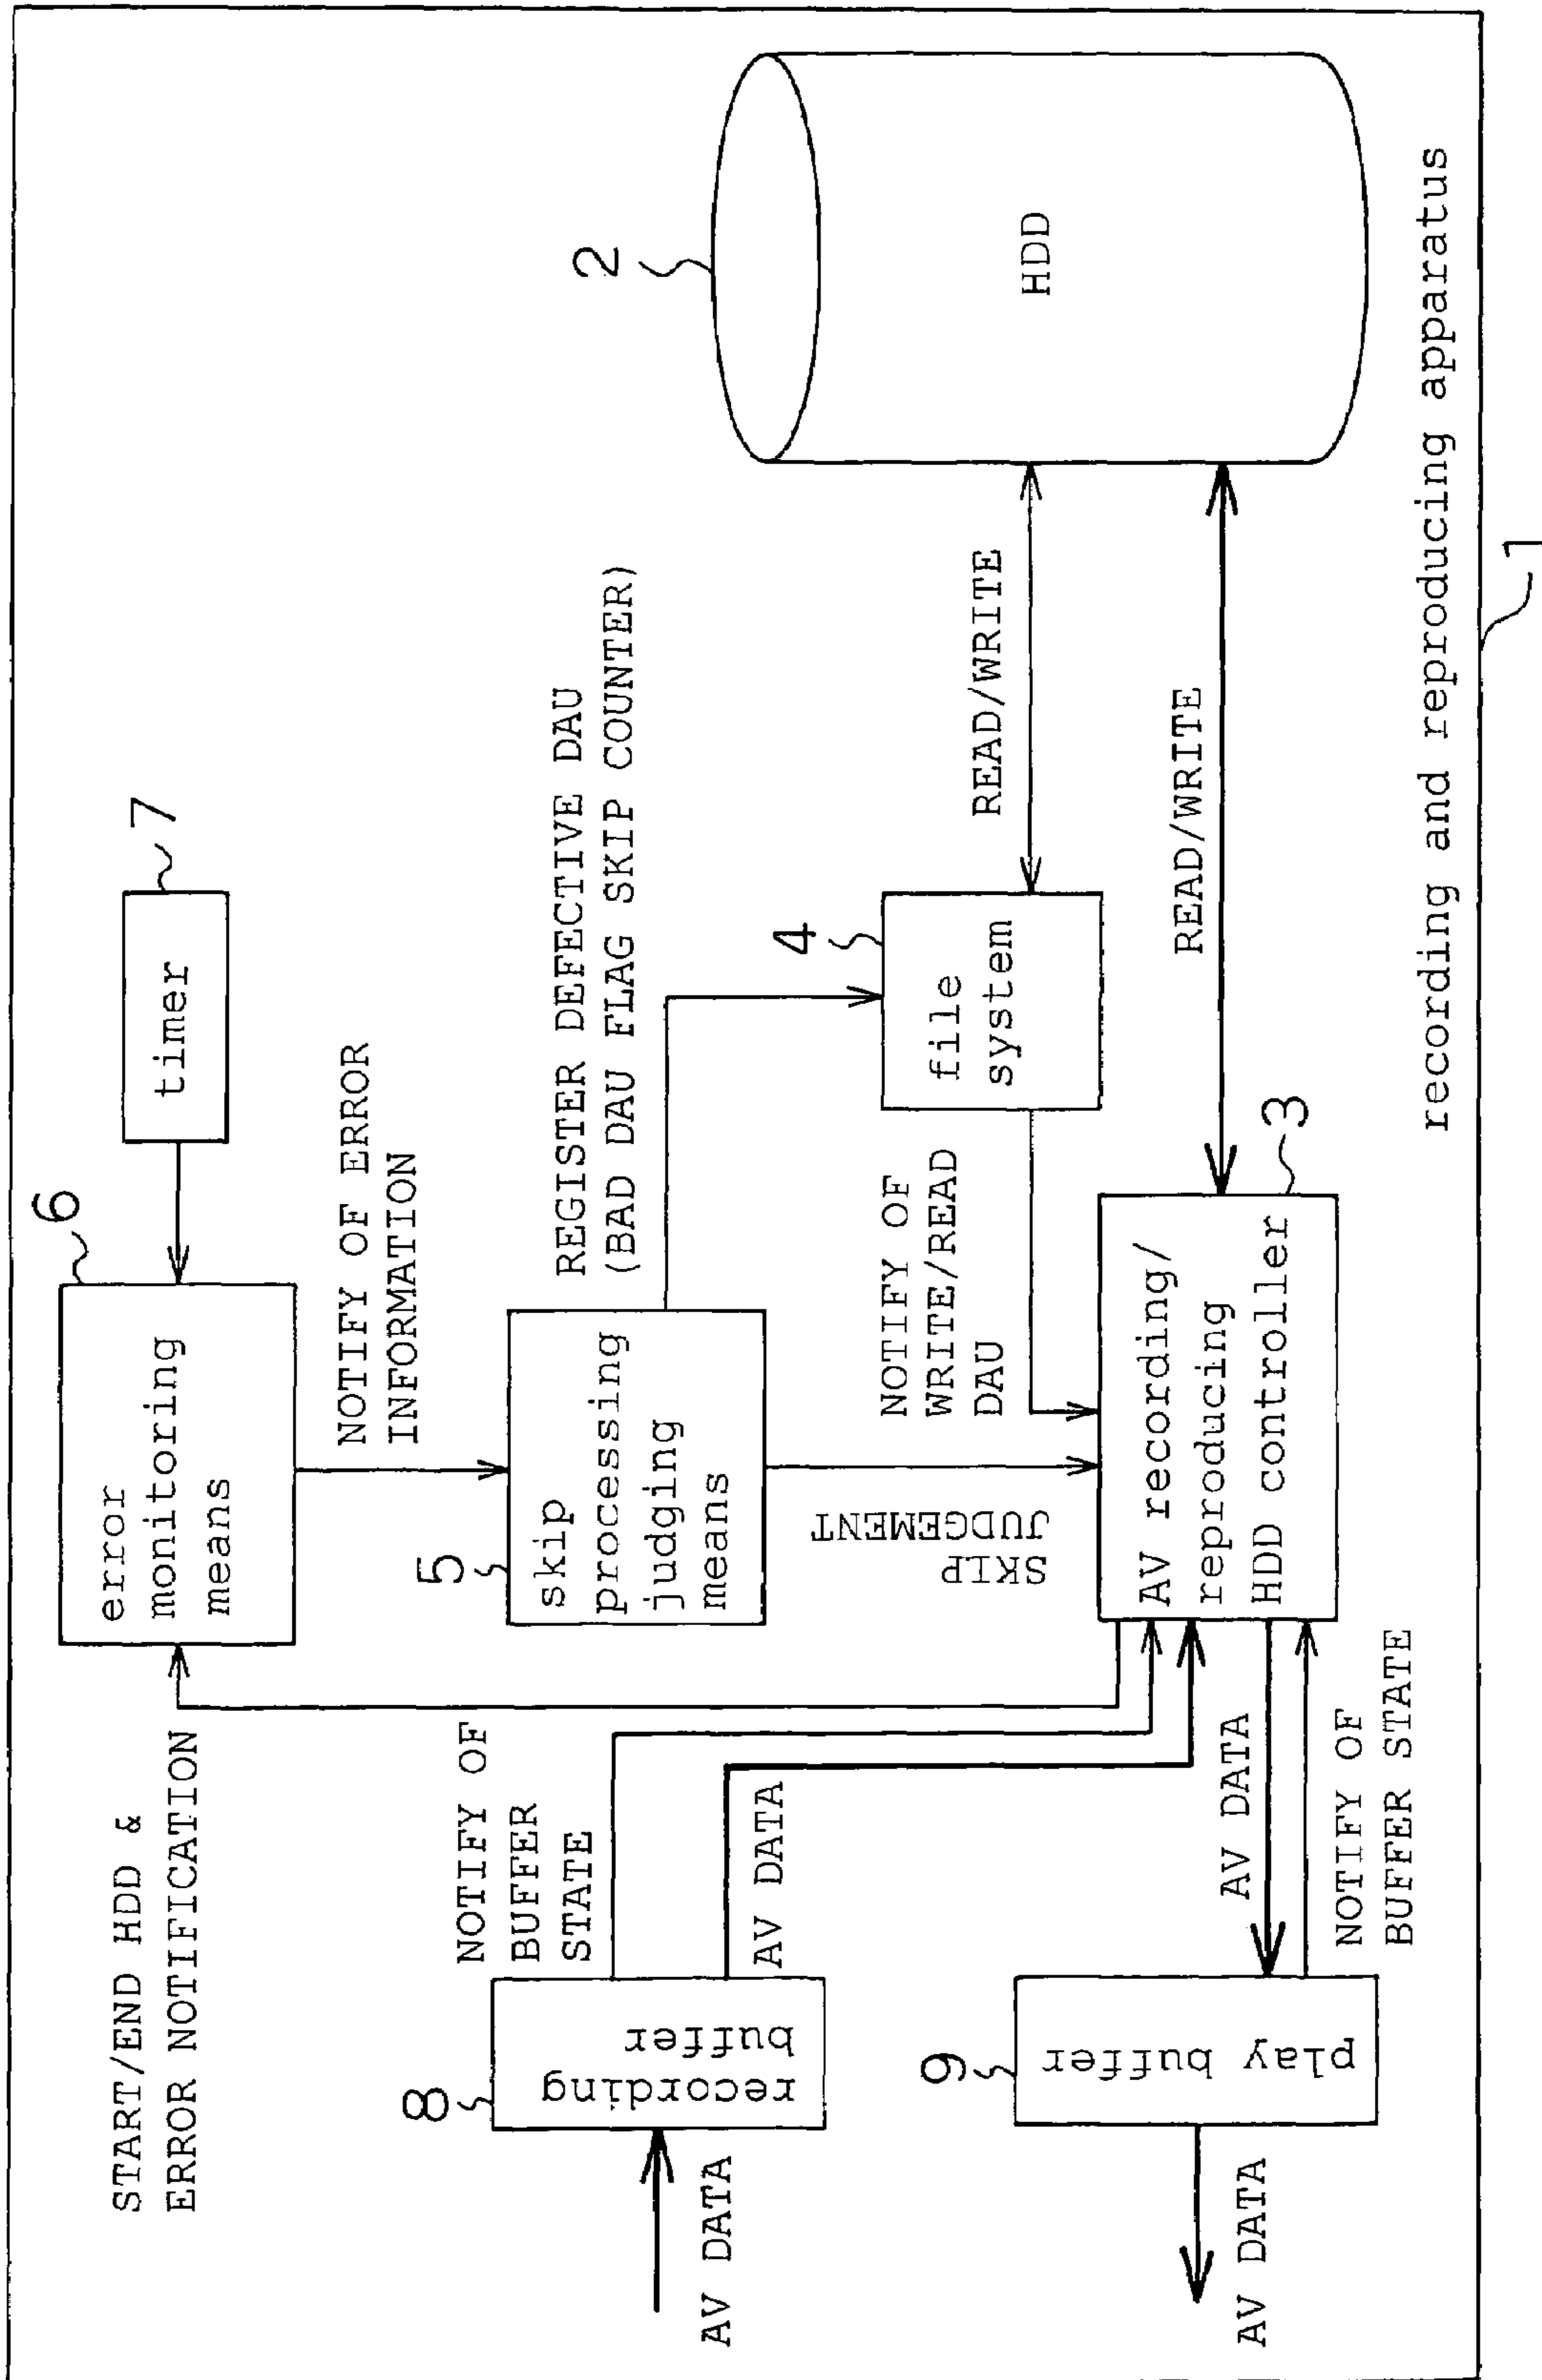 START/END HDD &
ERROR NOTIFICATION
6
error
monitoring
means
7
timer
NOTIFY OF ERROR
INFORMATION
5
skip
processing
judging
means
REGISTER DEFECTIVE DAU
(BAD DAU FLAG SKIP COUNTER)
2
HDD
8
recording
buffer
AV DATA
NOTIFY OF
BUFFER
STATE
AV DATA
SKIP
JUDGEMENT
NOTIFY OF
WRITE/READ
DAU
4
file
system
READ/WRITE
READ/WRITE
3
AV recording/
reproducing
HDD controller
9
play buffer
AV DATA
AV DATA
NOTIFY OF
BUFFER STATE
recording and reproducing apparatus
1